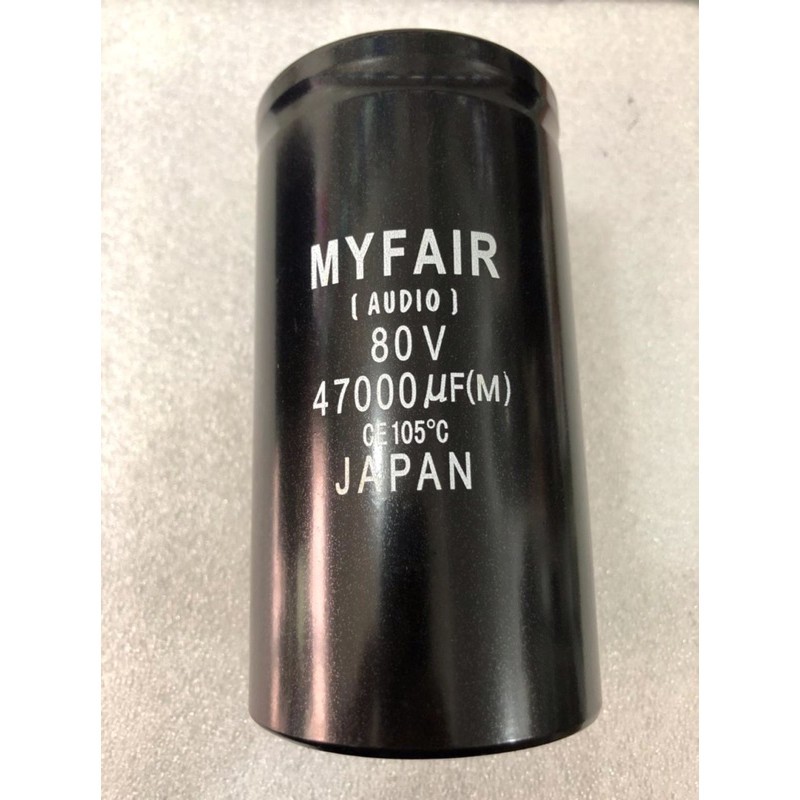 MYFAIR
(AUDIO)
80V
47000µF(M)
CE 105°C
JAPAN